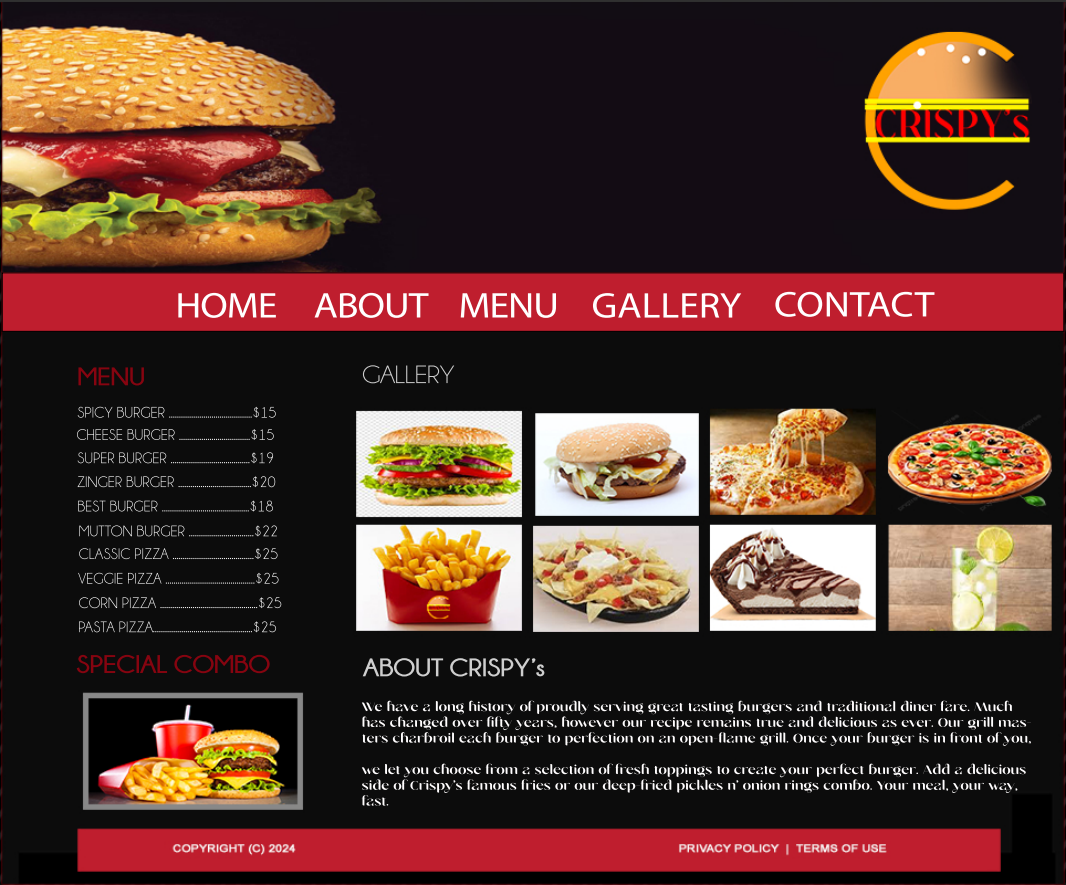 CRISPY's
HOME ABOUT MENU GALLERY CONTACT
MENU
SPICY BURGER ........................ $15
CHEESE BURGER ........................ $15
SUPER BURGER ........................ $19
ZINGER BURGER ........................ $20
BEST BURGER ........................ $18
MUTTON BURGER ........................ $22
CLASSIC PIZZA ........................ $25
VEGGIE PIZZA ........................ $25
CORN PIZZA ........................ $25
PASTA PIZZA........................ $25
SPECIAL COMBO
GALLERY
ABOUT CRISPY's
We have a long history of proudly serving great tasting burgers and traditional diner fare. Much
has changed over fifty years, however our recipe remains true and delicious as ever. Our grill mas-
ters charbroil each burger to perfection on an open-flame grill. Once your burger is in front of you,
we let you choose from a selection of fresh toppings to create your perfect burger. Add a delicious
side of Crispy's famous fries or our deep-fried pickles n' onion rings combo. Your meal, your way,
fast.
COPYRIGHT (C) 2024
PRIVACY POLICY | TERMS OF USE